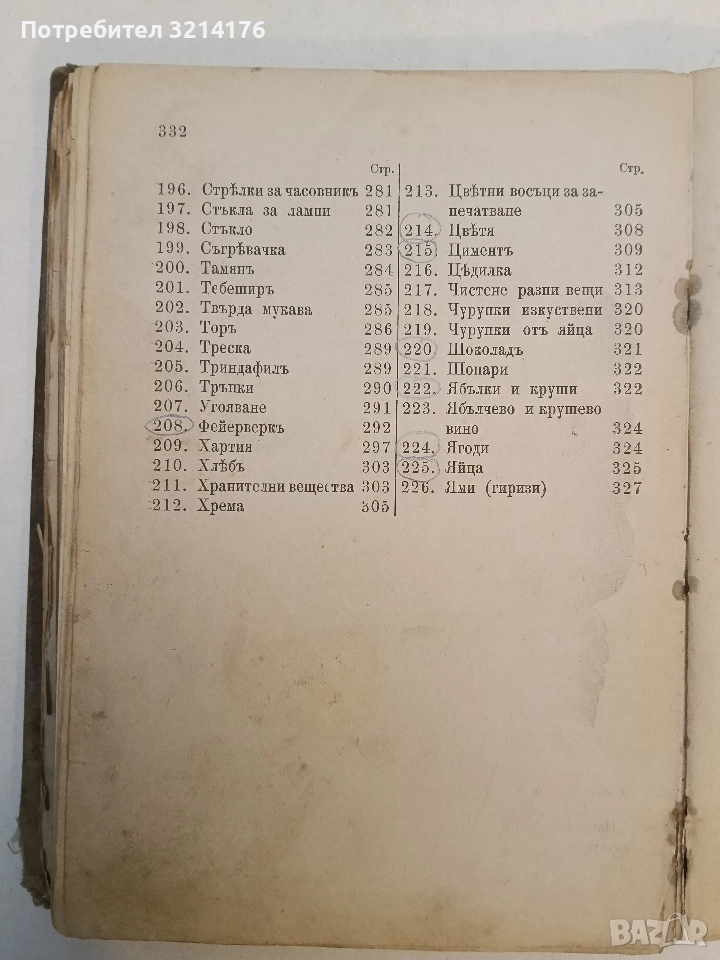 Потребител 3214176
332
Стр.
196. Стрѣлки за часовникъ 281
197. Стъкла за лампи 281
198. Стъкло 282
199. Съгрѣвачка 283
200. Тамянъ 284
201. Тебеширъ 285
202. Твърда мукава 285
203. Торъ 286
204. Треска 289
205. Триндафилъ 289
206. Тръпки 290
207. Угояване 291
208. Фейерверкъ 292
209. Хартия 297
210. Хлѣбъ 303
211. Хранителни вещества 303
212. Хрема 305
Стр.
213. Цвѣтни восъци за за-
печатване 305
214. Цвѣтя 308
215. Циментъ 309
216. Цѣдилка 312
217. Чистене разни вещи 313
218. Чурупки изкуствени 320
219. Чурупки отъ яйца 320
220. Шоколадъ 321
221. Шопари 322
222. Ябълки и круши 322
223. Ябълчево и крушево
вино 324
224. Ягоди 324
225. Яйца 325
226. Ями (гиризи) 327
BAZAR